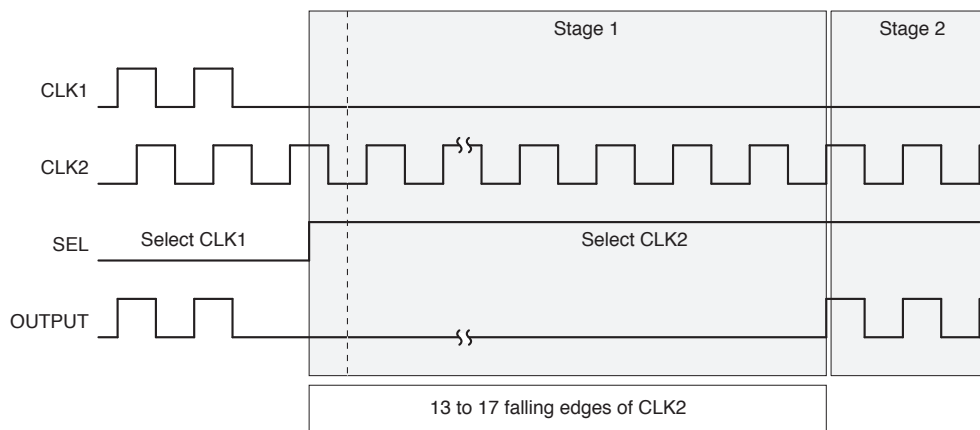 Stage 1
Stage 2
CLK1
CLK2
SEL
Select CLK1
Select CLK2
OUTPUT
13 to 17 falling edges of CLK2